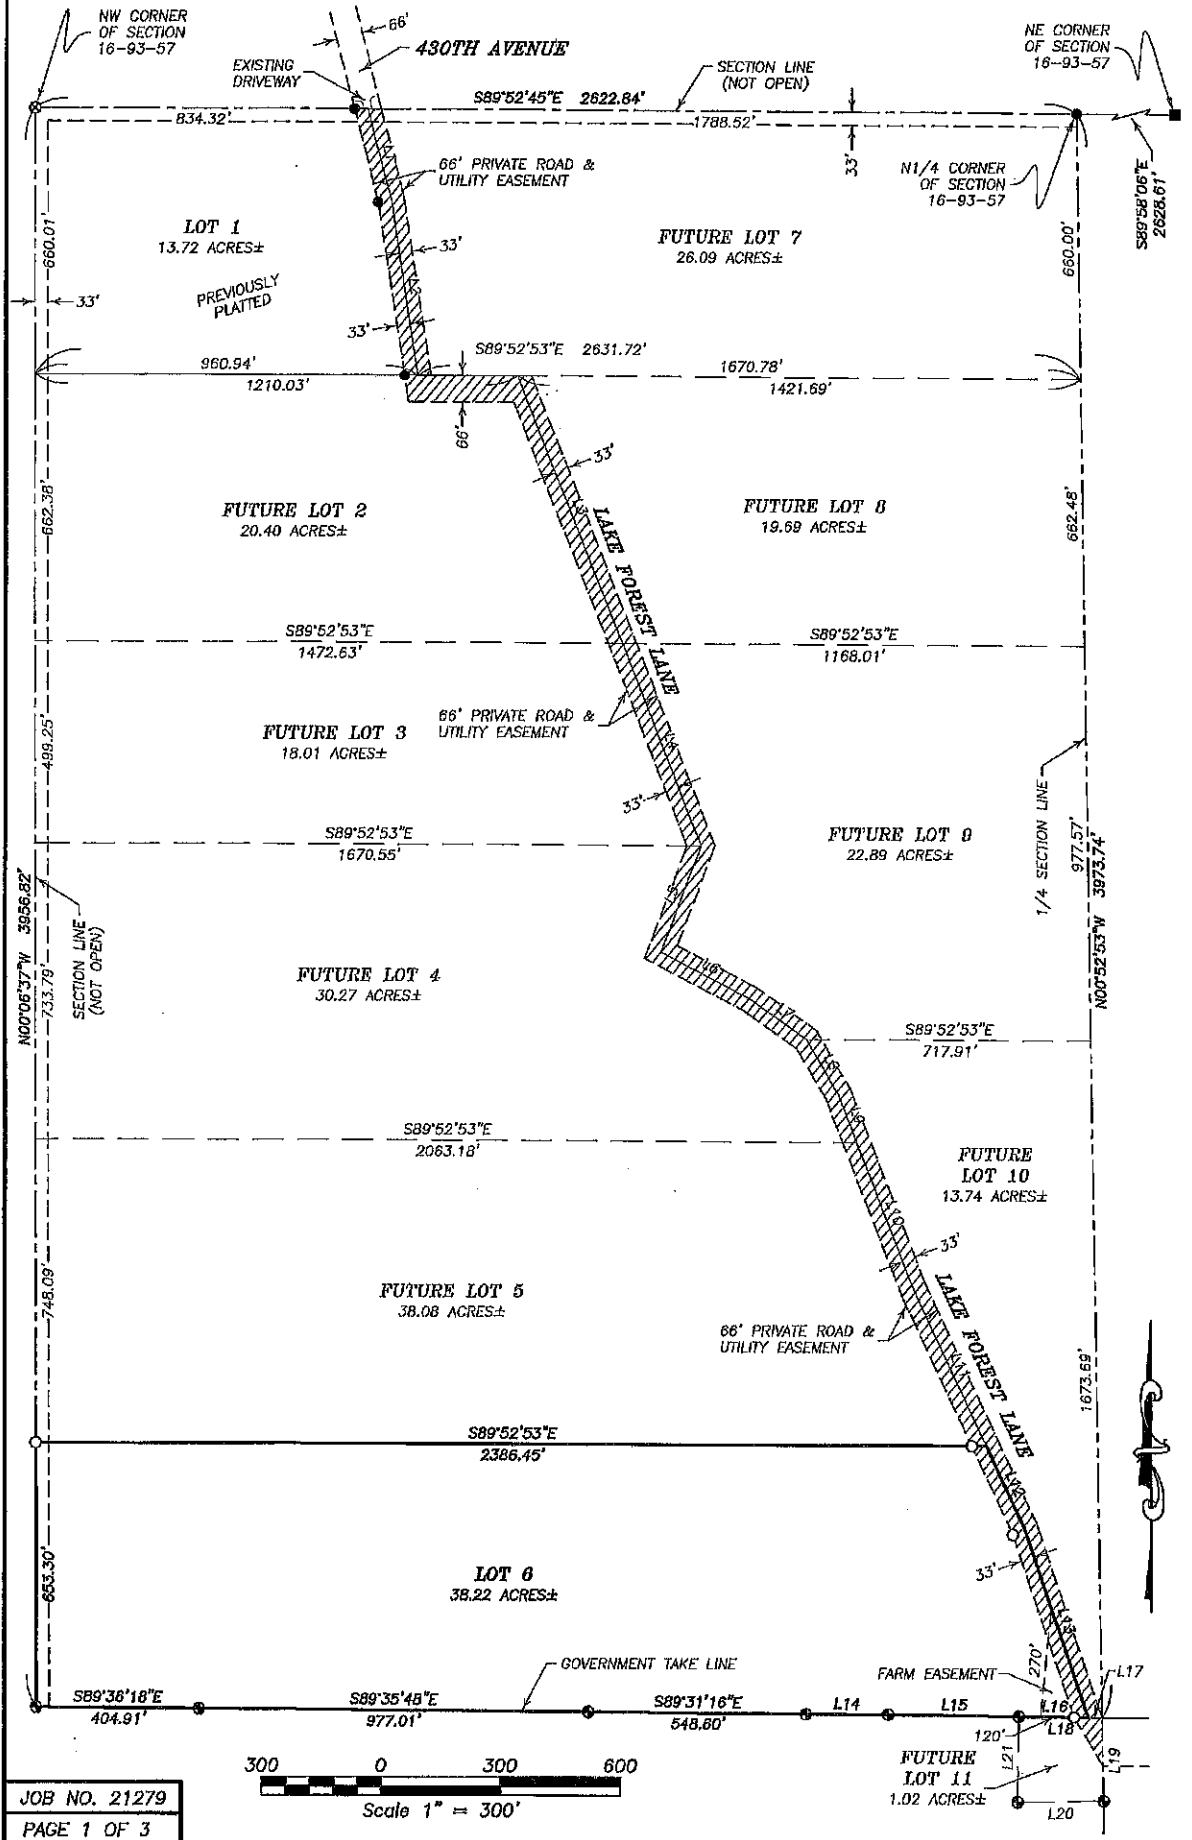 NW CORNER
OF SECTION
16-93-57
66'
430TH AVENUE
EXISTING
DRIVEWAY
SECTION LINE
(NOT OPEN)
NE CORNER
OF SECTION
16-93-57
S89°52'45"E 2622.84'
834.32'
1788.52'
33'
N1/4 CORNER
OF SECTION
16-93-57
S89°58'06"E
2628.61'
66' PRIVATE ROAD &
UTILITY EASEMENT
LOT 1
13.72 ACRES±
PREVIOUSLY
PLATTED
660.01'
33'
33'
33'
FUTURE LOT 7
26.09 ACRES±
660.00'
S89°52'53"E 2631.72'
960.94'
1210.03'
1670.78'
1421.69'
66'
33'
FUTURE LOT 2
20.40 ACRES±
662.38'
L3
LAKE FOREST LANE
FUTURE LOT 8
19.69 ACRES±
662.48'
S89°52'53"E
1472.63'
S89°52'53"E
1168.01'
FUTURE LOT 3
18.01 ACRES±
499.25'
66' PRIVATE ROAD &
UTILITY EASEMENT
L4
33'
1/4 SECTION LINE
S89°52'53"E
1670.55'
FUTURE LOT 9
22.89 ACRES±
977.57'
N00°52'53"W 3973.74'
N00°06'37"W 3956.82'
SECTION LINE
(NOT OPEN)
733.79'
L5
FUTURE LOT 4
30.27 ACRES±
L6
L7
S89°52'53"E
717.91'
L8
L9
S89°52'53"E
2063.18'
FUTURE
LOT 10
13.74 ACRES±
L10
33'
FUTURE LOT 5
38.08 ACRES±
748.09'
66' PRIVATE ROAD &
UTILITY EASEMENT
LAKE FOREST LANE
L11
1673.69'
S89°52'53"E
2386.45'
L12
LOT 6
38.22 ACRES±
653.30'
33'
L13
270'
GOVERNMENT TAKE LINE
FARM EASEMENT
L17
S89°36'18"E
404.91'
S89°35'48"E
977.01'
S89°31'16"E
548.60'
L14
L15
L16
120'
L18
L19
L21
FUTURE
LOT 11
1.02 ACRES±
L20
300 0 300 600
Scale 1" = 300'
JOB NO. 21279
PAGE 1 OF 3